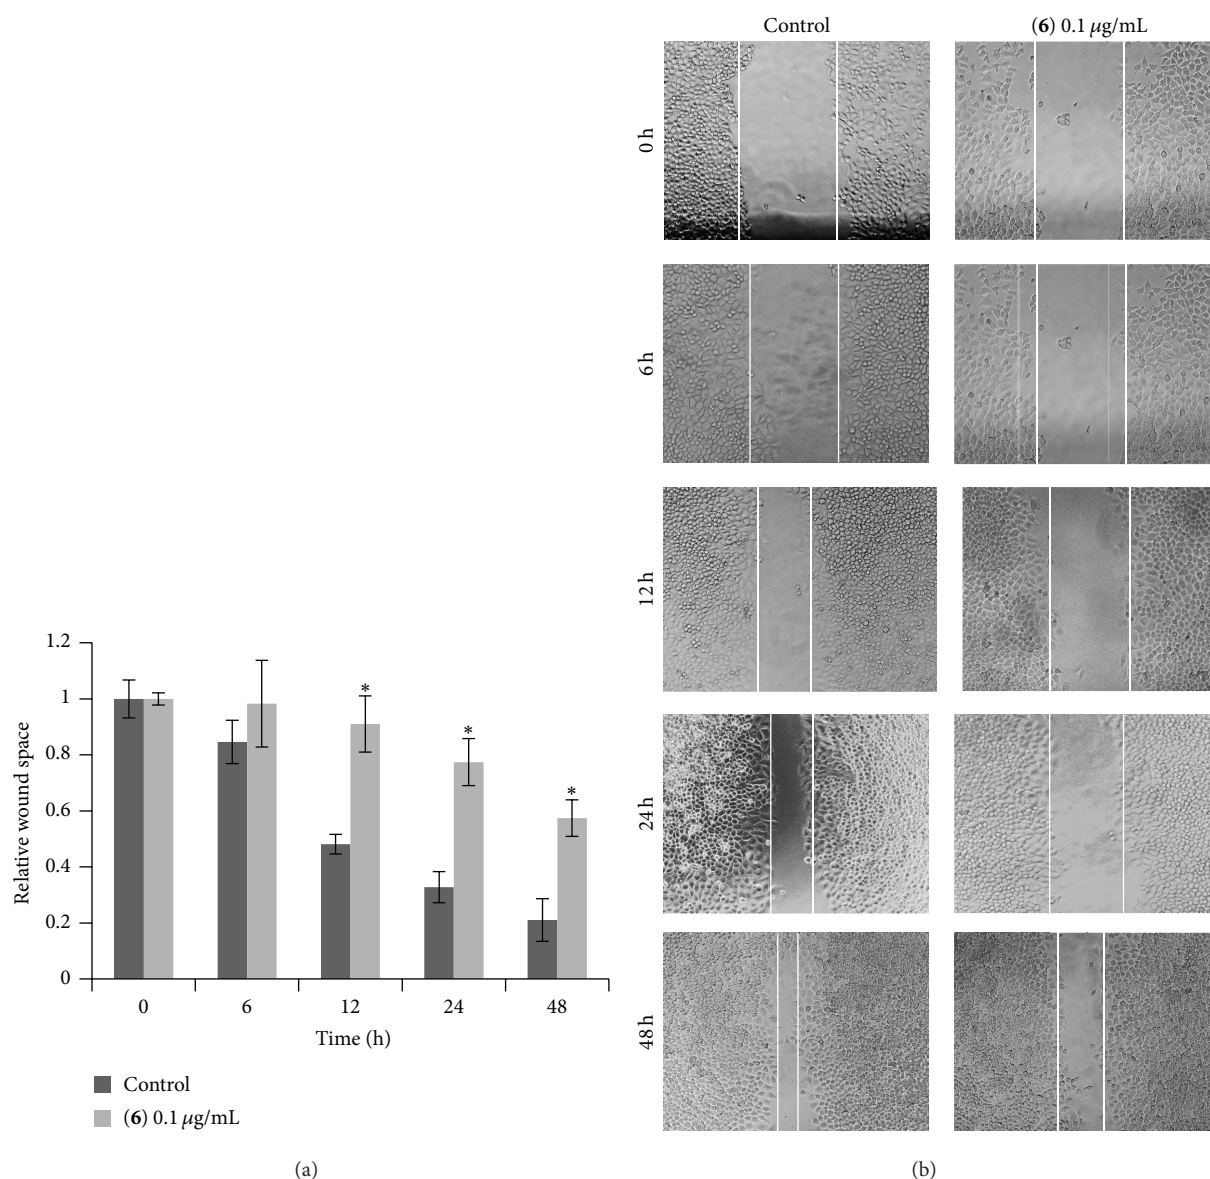 Control
(6) 0.1 μg/mL
0 h
6 h
12 h
24 h
48 h
1.2
1
0.8
0.6
0.4
0.2
0
Relative wound space
*
*
*
0 6 12 24 48
Time (h)
Control
(6) 0.1 μg/mL
(a)
(b)